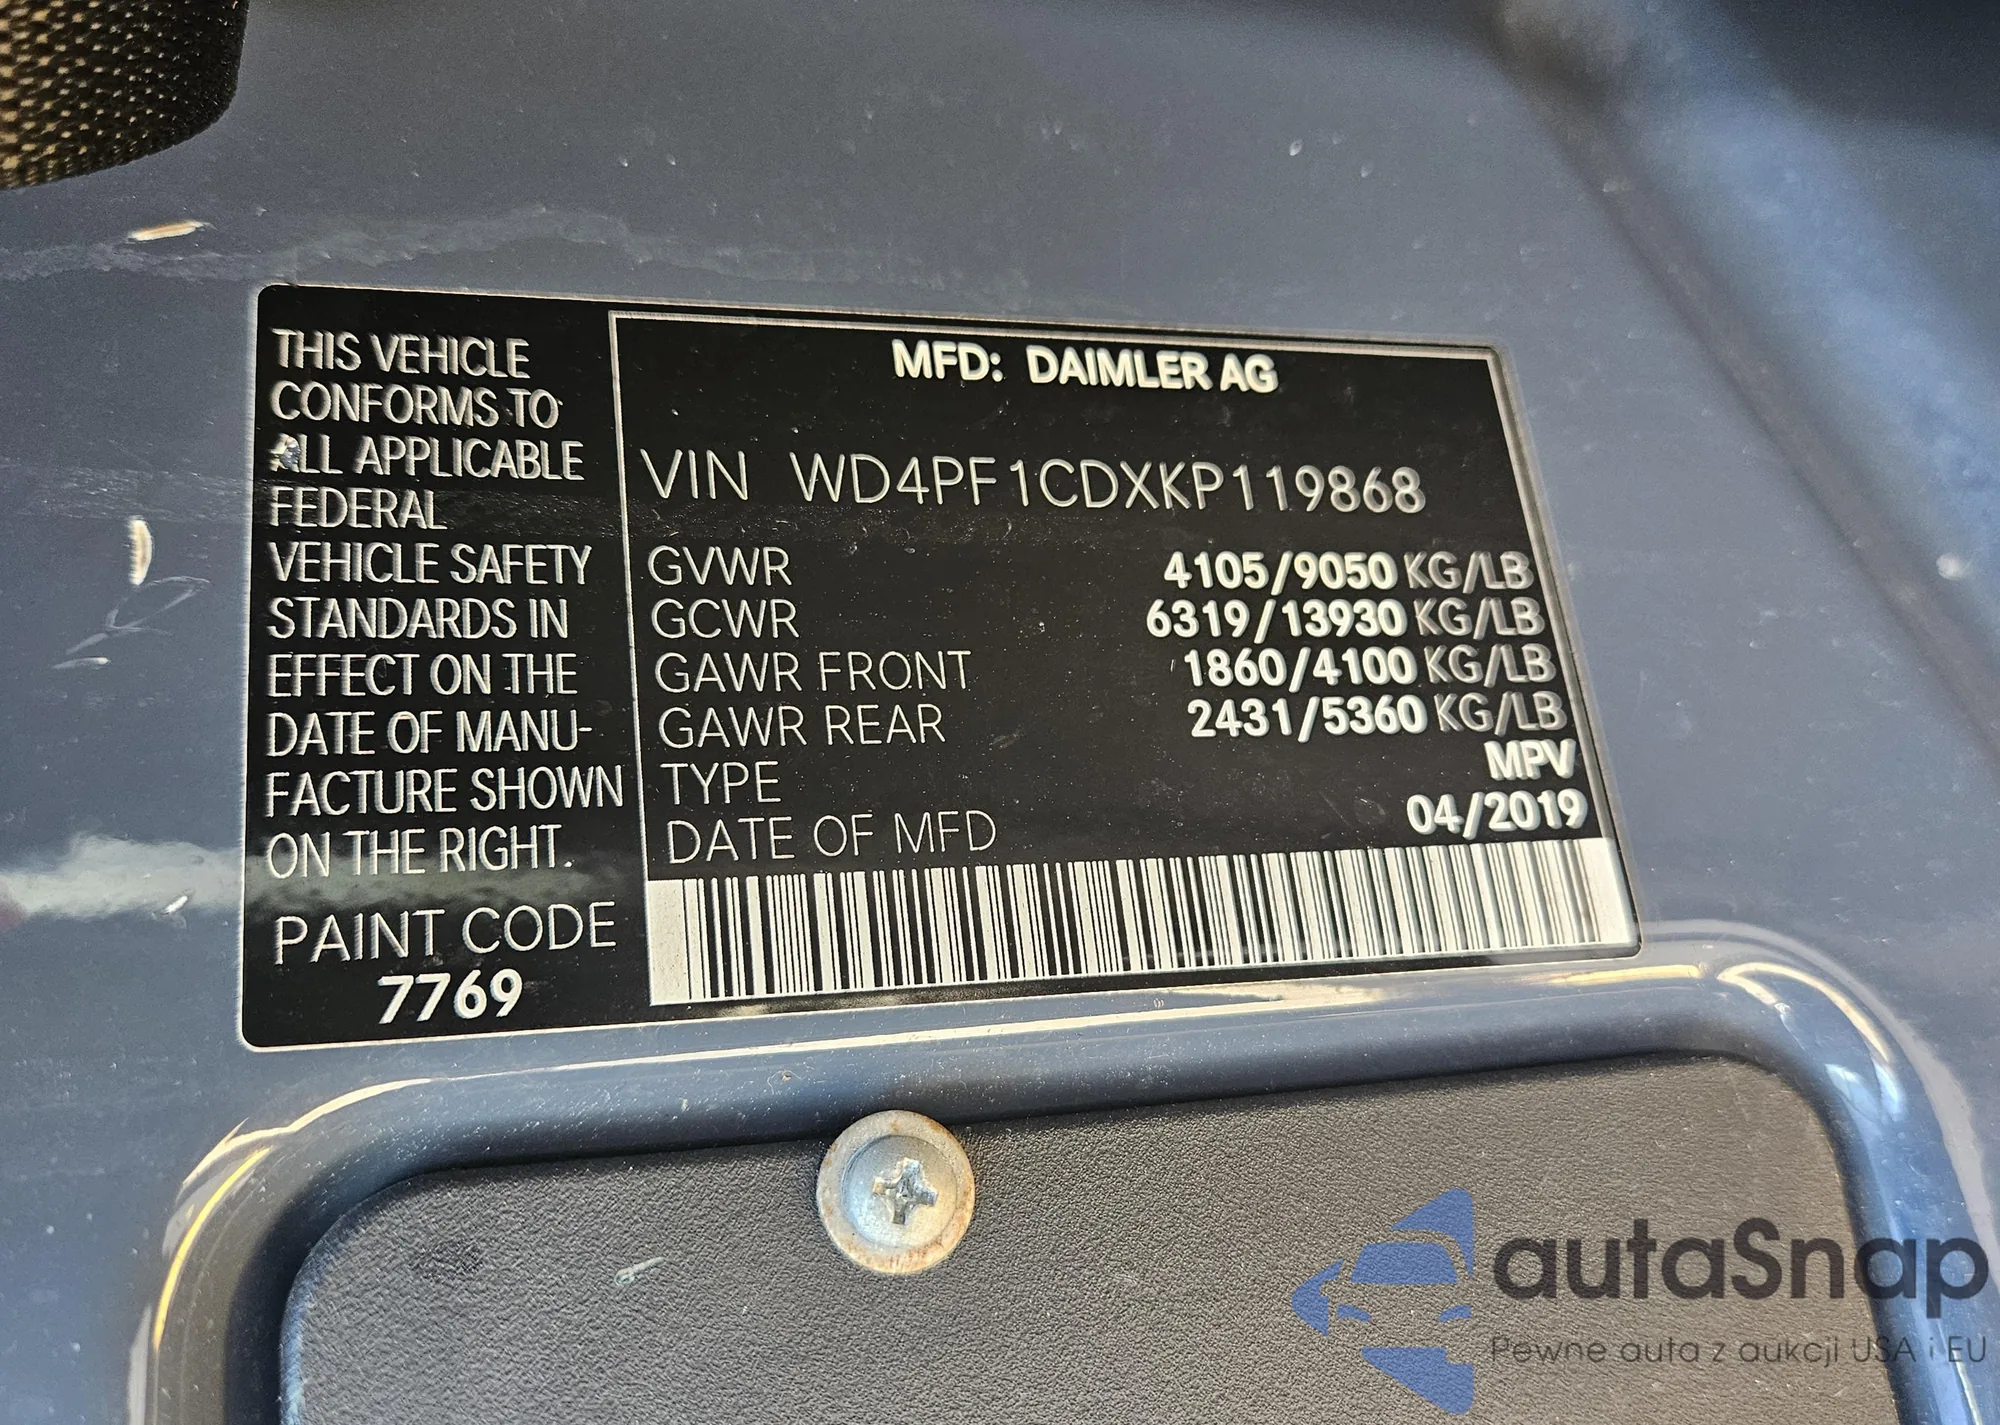 THIS VEHICLE
CONFORMS TO
ALL APPLICABLE
FEDERAL
VEHICLE SAFETY
STANDARDS IN
EFFECT ON THE
DATE OF MANU-
FACTURE SHOWN
ON THE RIGHT.
PAINT CODE
7769
MFD: DAIMLER AG
VIN WD4PF1CDXKP119868
GVWR 4105/9050 KG/LB
GCWR 6319/13930 KG/LB
GAWR FRONT 1860/4100 KG/LB
GAWR REAR 2431/5360 KG/LB
TYPE MPV
DATE OF MFD 04/2019
autaSnap
Pewne auta z aukcji USA i EU